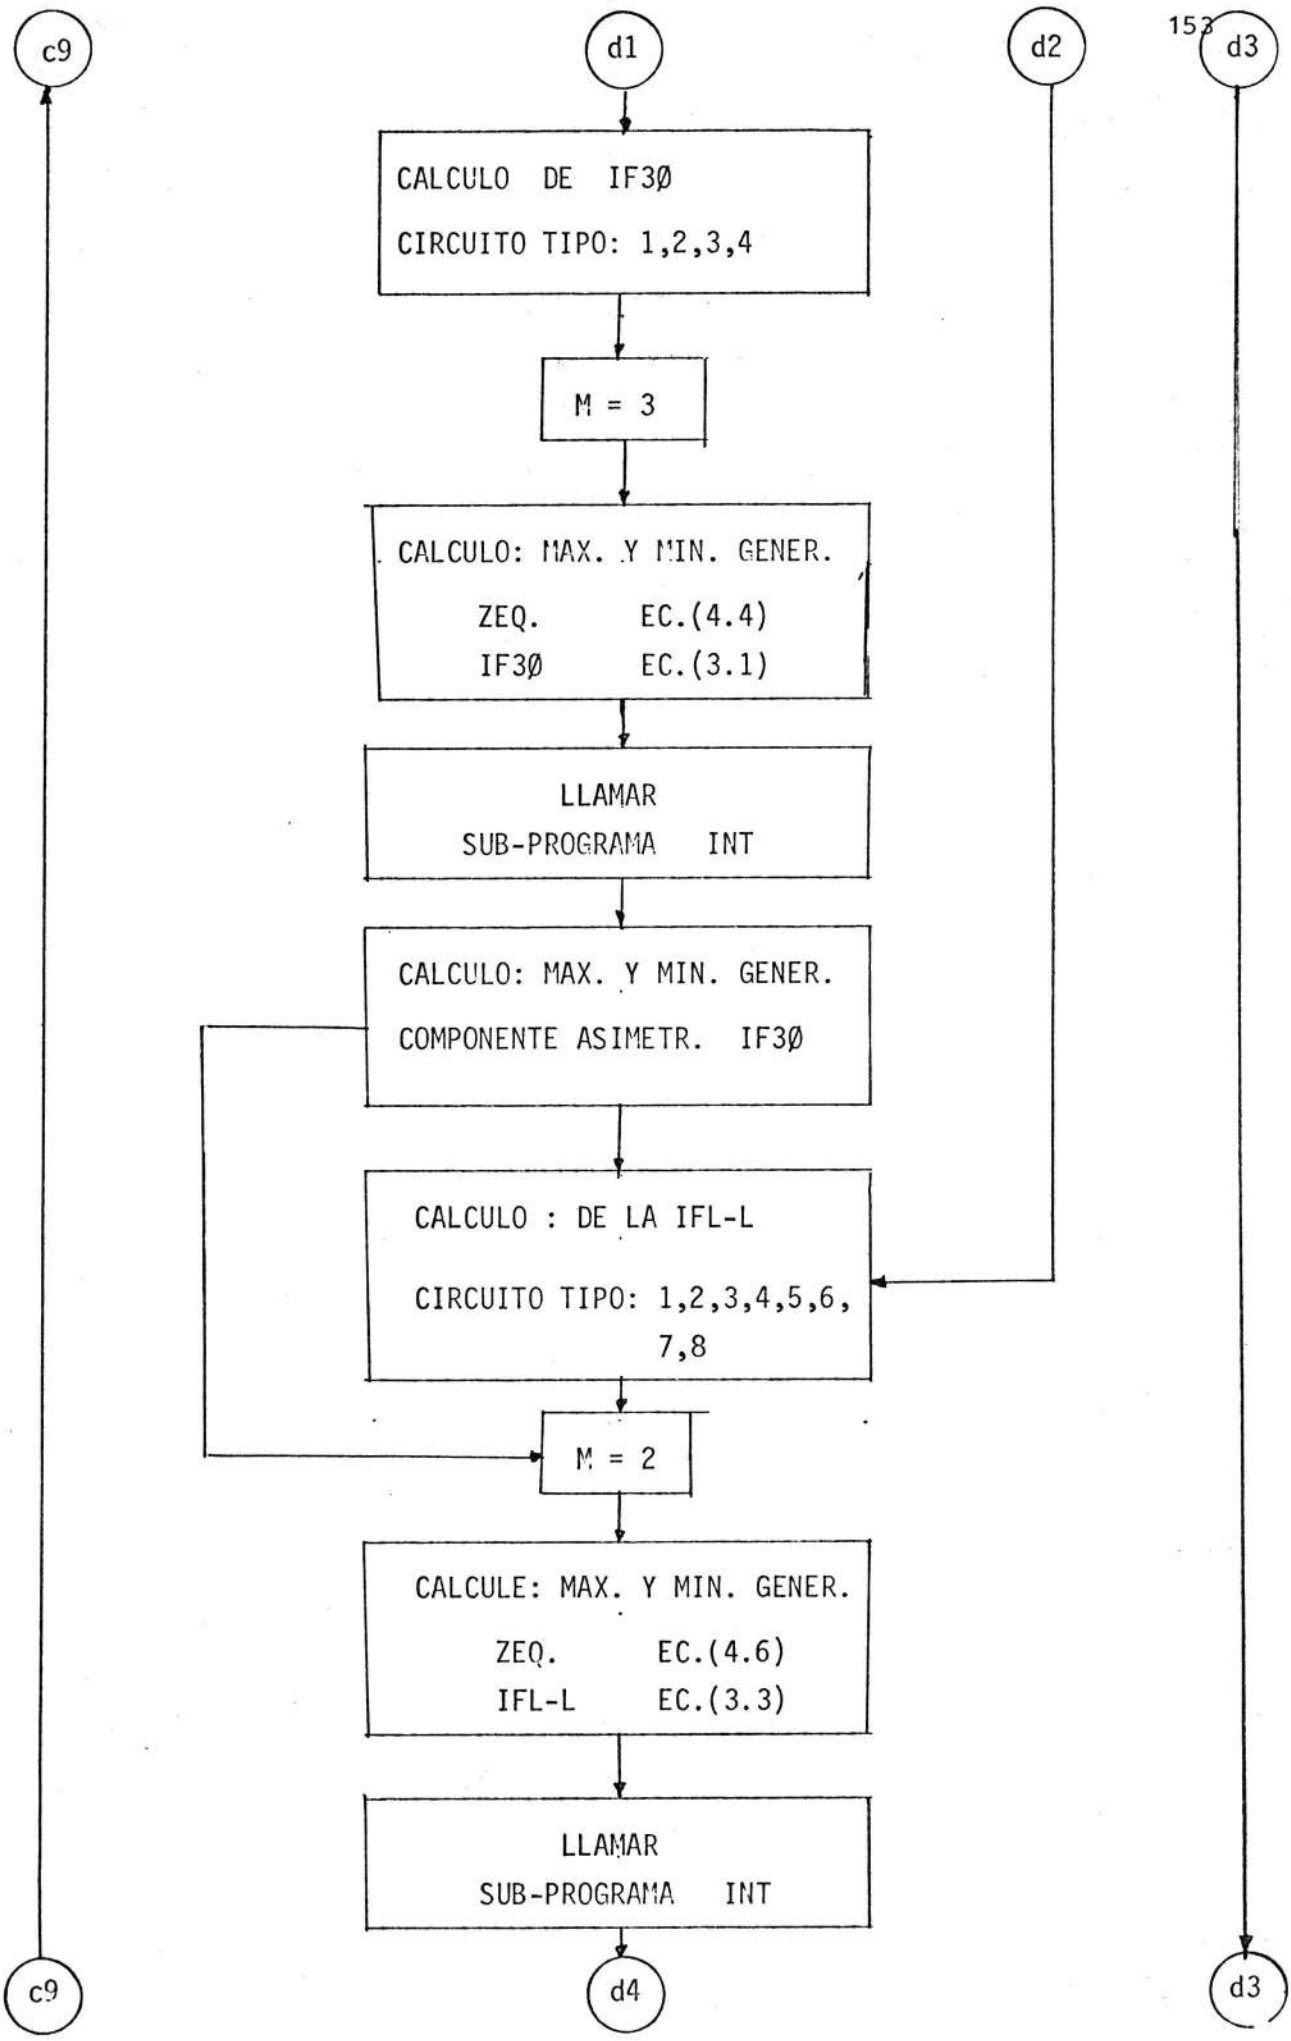 153
c9
d1
d2
d3
CALCULO DE IF3Ø
CIRCUITO TIPO: 1,2,3,4
M = 3
CALCULO: MAX. Y MIN. GENER.
ZEQ. EC.(4.4)
IF3Ø EC.(3.1)
LLAMAR
SUB-PROGRAMA INT
CALCULO: MAX. Y MIN. GENER.
COMPONENTE ASIMETR. IF3Ø
CALCULO : DE LA IFL-L
CIRCUITO TIPO: 1,2,3,4,5,6,
7,8
M = 2
CALCULE: MAX. Y MIN. GENER.
ZEQ. EC.(4.6)
IFL-L EC.(3.3)
LLAMAR
SUB-PROGRAMA INT
c9
d4
d3